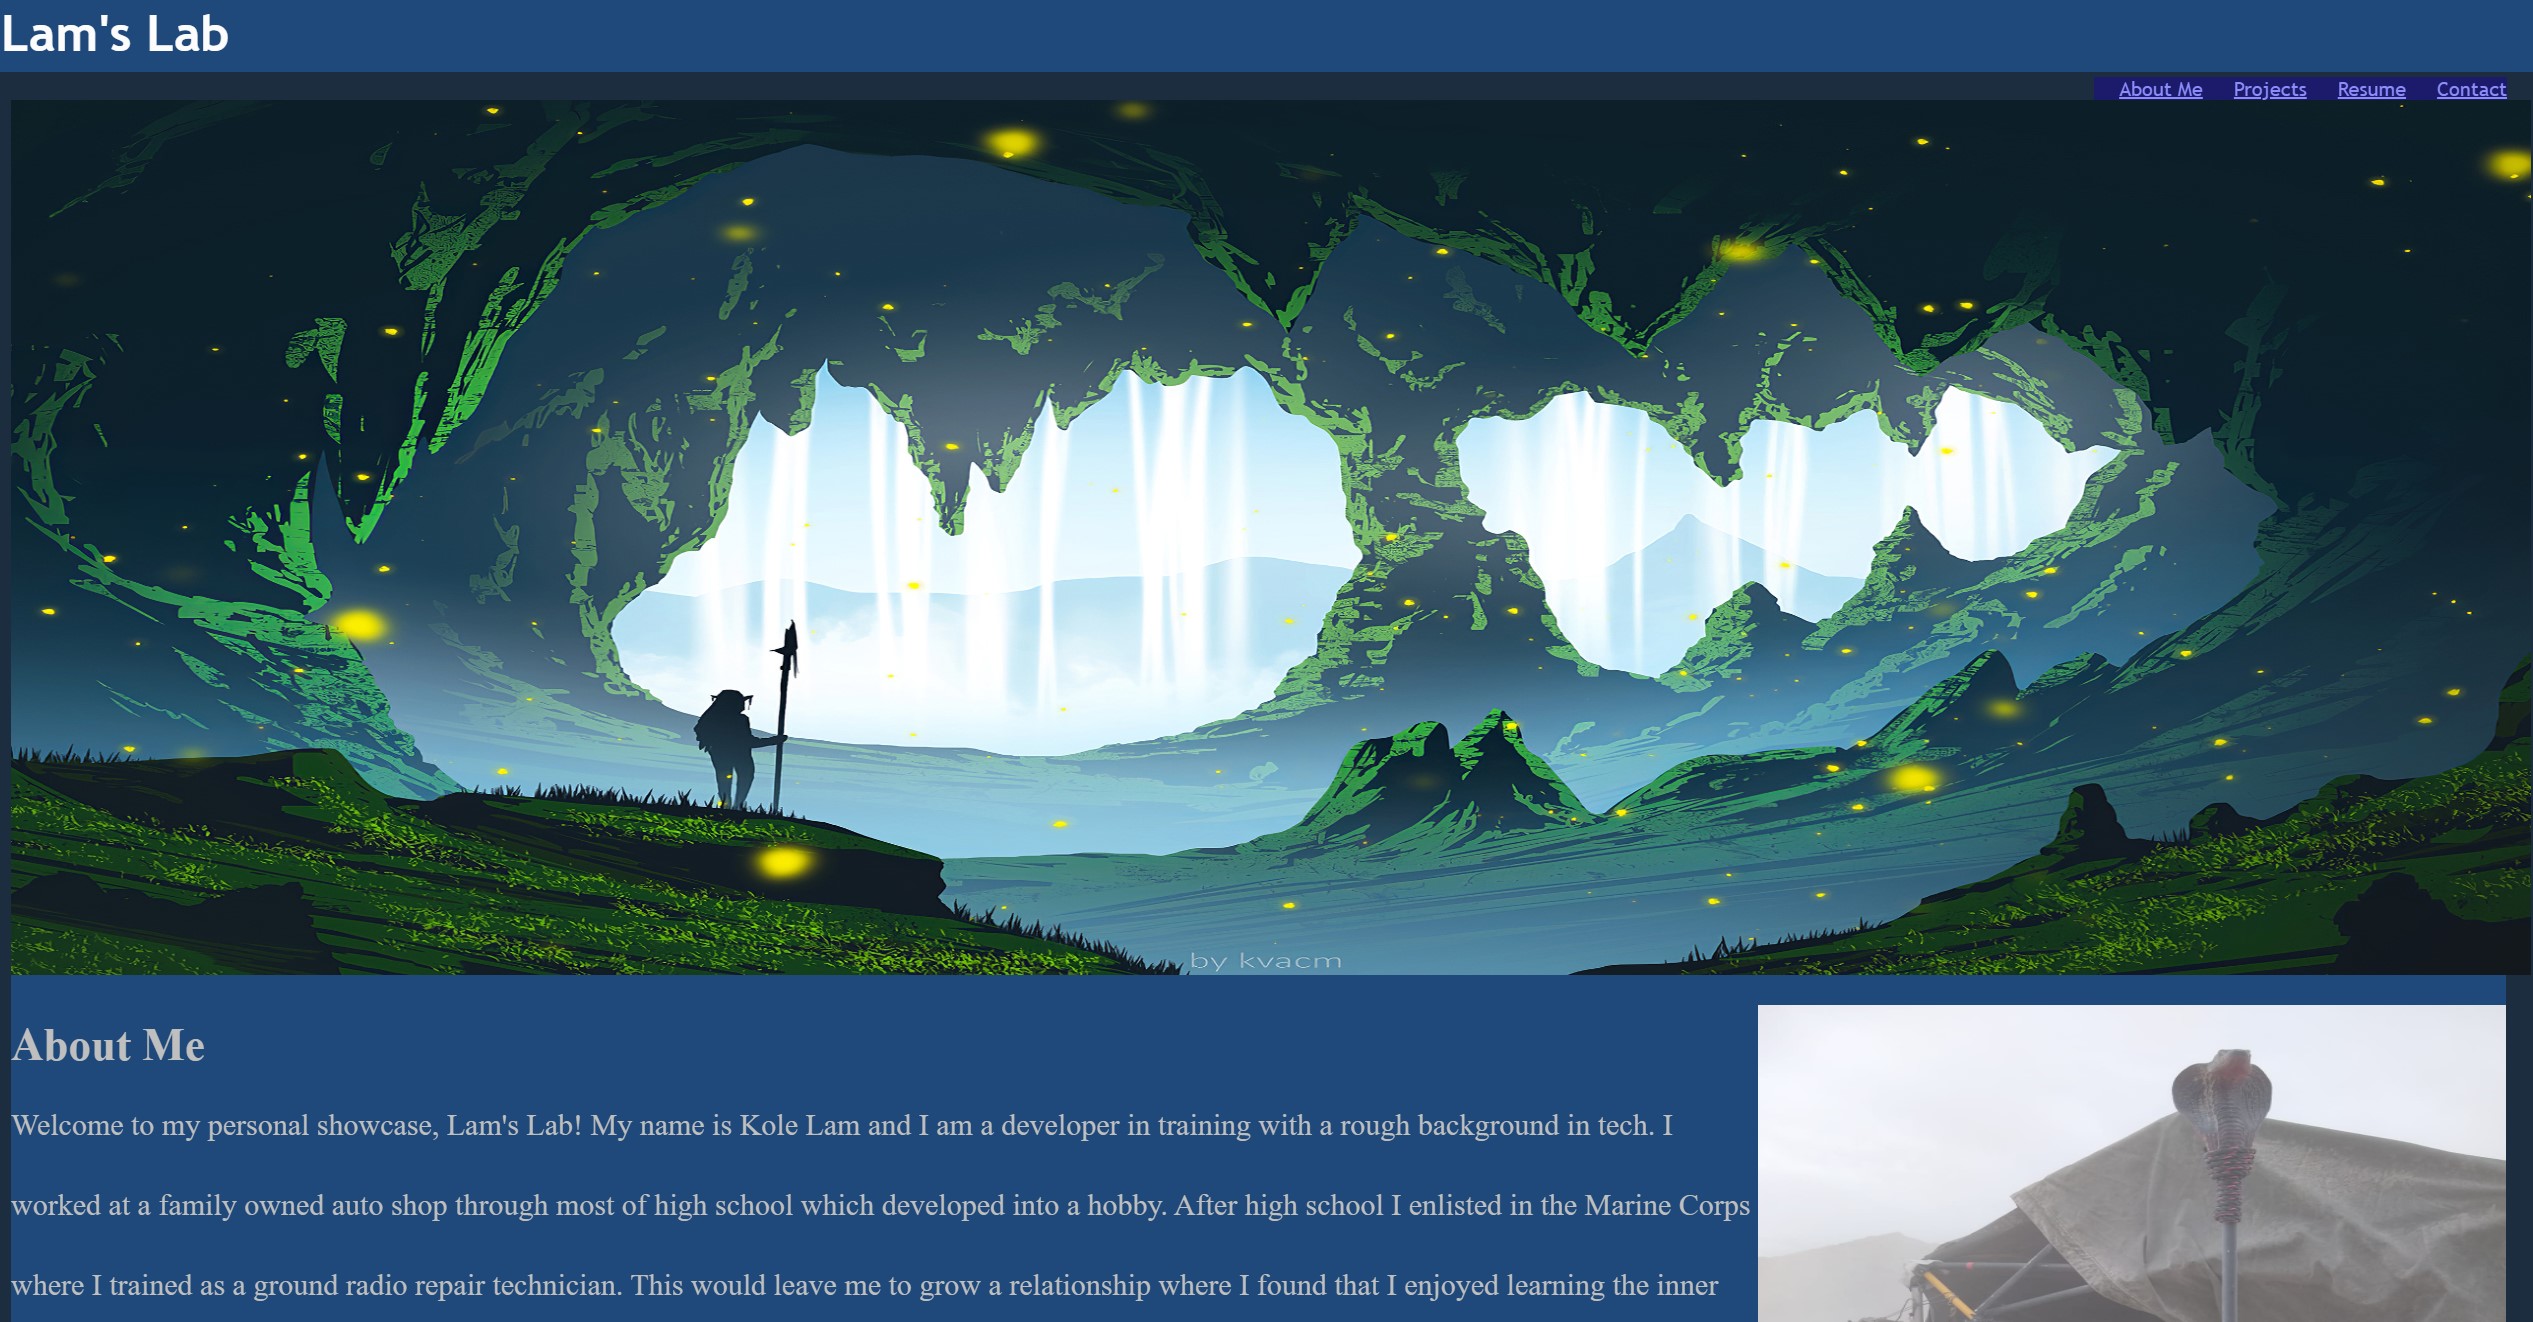 Lam's Lab
About Me Projects Resume Contact
by kvacm
About Me
Welcome to my personal showcase, Lam's Lab! My name is Kole Lam and I am a developer in training with a rough background in tech. I
worked at a family owned auto shop through most of high school which developed into a hobby. After high school I enlisted in the Marine Corps
where I trained as a ground radio repair technician. This would leave me to grow a relationship where I found that I enjoyed learning the inner